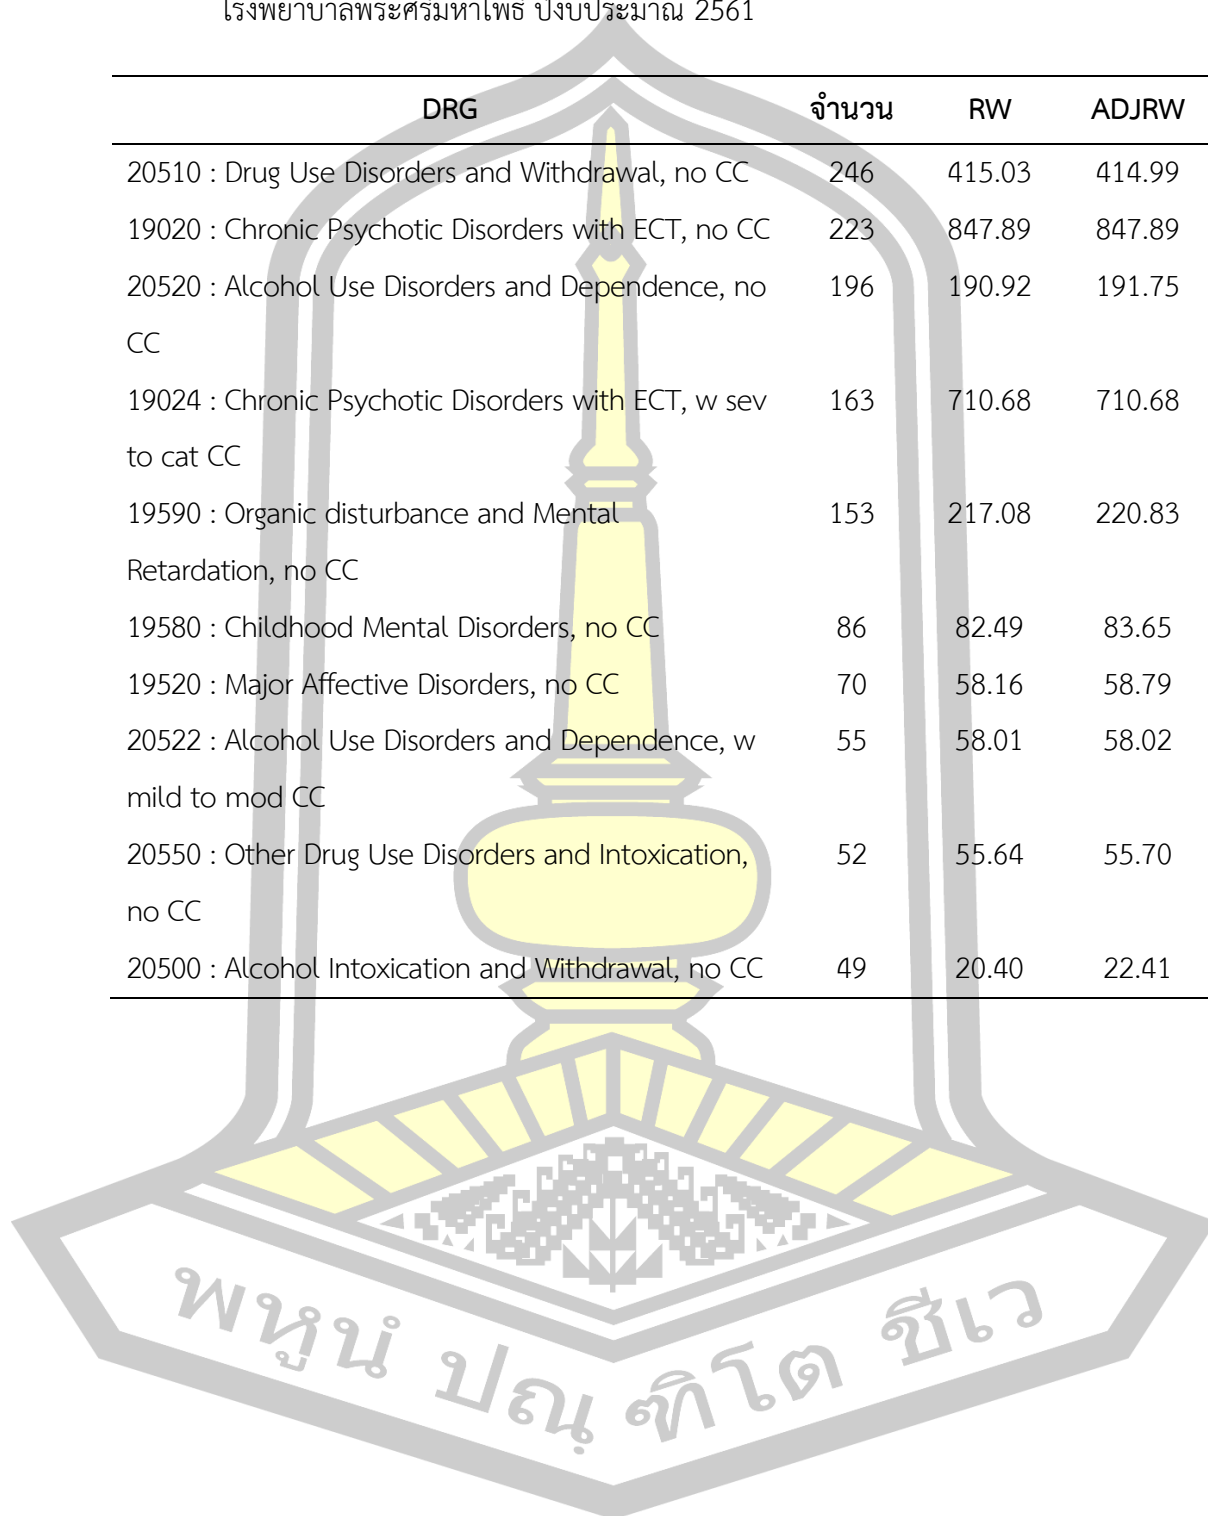 โรงพยาบาลพระศรีมหาโพธิ์ ปีงบประมาณ 2561
DRG จำนวน RW ADJRW
20510 : Drug Use Disorders and Withdrawal, no CC 246 415.03 414.99
19020 : Chronic Psychotic Disorders with ECT, no CC 223 847.89 847.89
20520 : Alcohol Use Disorders and Dependence, no 196 190.92 191.75
CC
19024 : Chronic Psychotic Disorders with ECT, w sev 163 710.68 710.68
to cat CC
19590 : Organic disturbance and Mental 153 217.08 220.83
Retardation, no CC
19580 : Childhood Mental Disorders, no CC 86 82.49 83.65
19520 : Major Affective Disorders, no CC 70 58.16 58.79
20522 : Alcohol Use Disorders and Dependence, w 55 58.01 58.02
mild to mod CC
20550 : Other Drug Use Disorders and Intoxication, 52 55.64 55.70
no CC
20500 : Alcohol Intoxication and Withdrawal, no CC 49 20.40 22.41
พหูนํ ปณฺฑิโต ชีเว